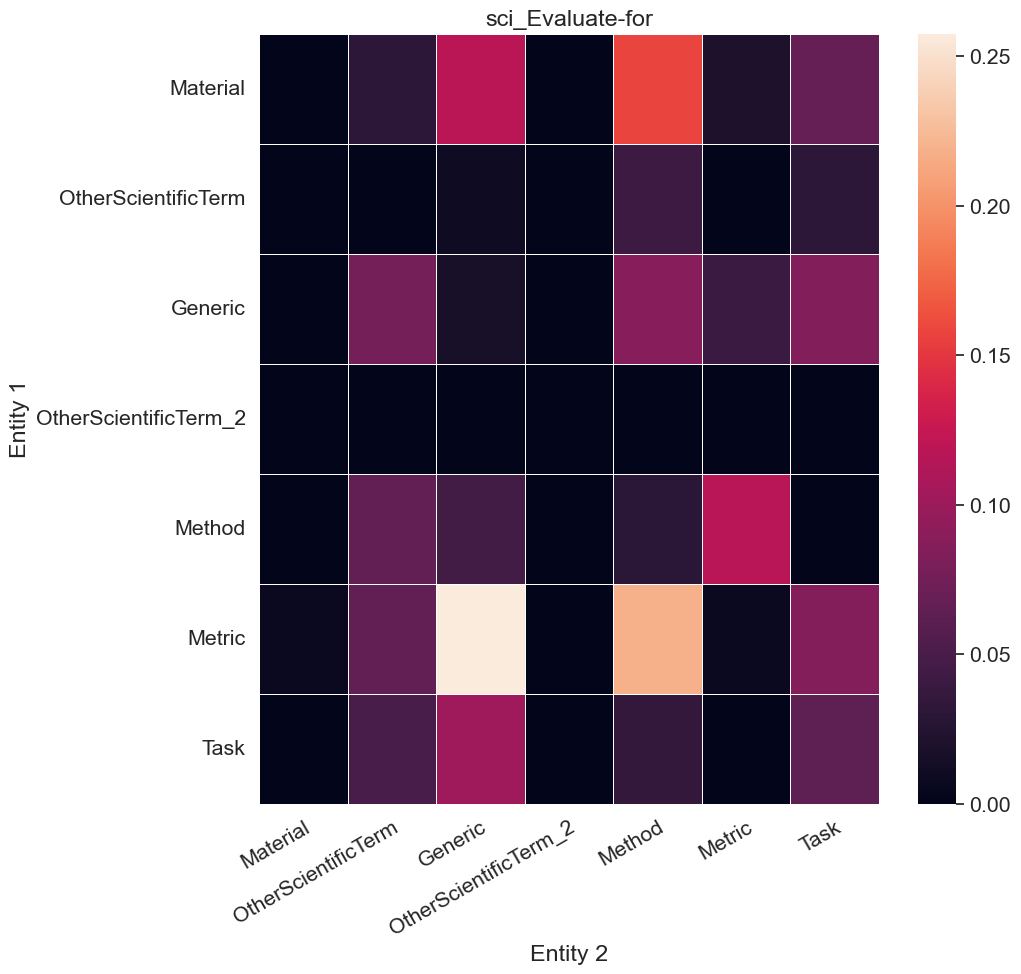 sci_Evaluate-for
Entity 1
Material
OtherScientificTerm
Generic
OtherScientificTerm_2
Method
Metric
Task
Material
OtherScientificTerm
Generic
OtherScientificTerm_2
Method
Metric
Task
Entity 2
0.25
0.20
0.15
0.10
0.05
0.00